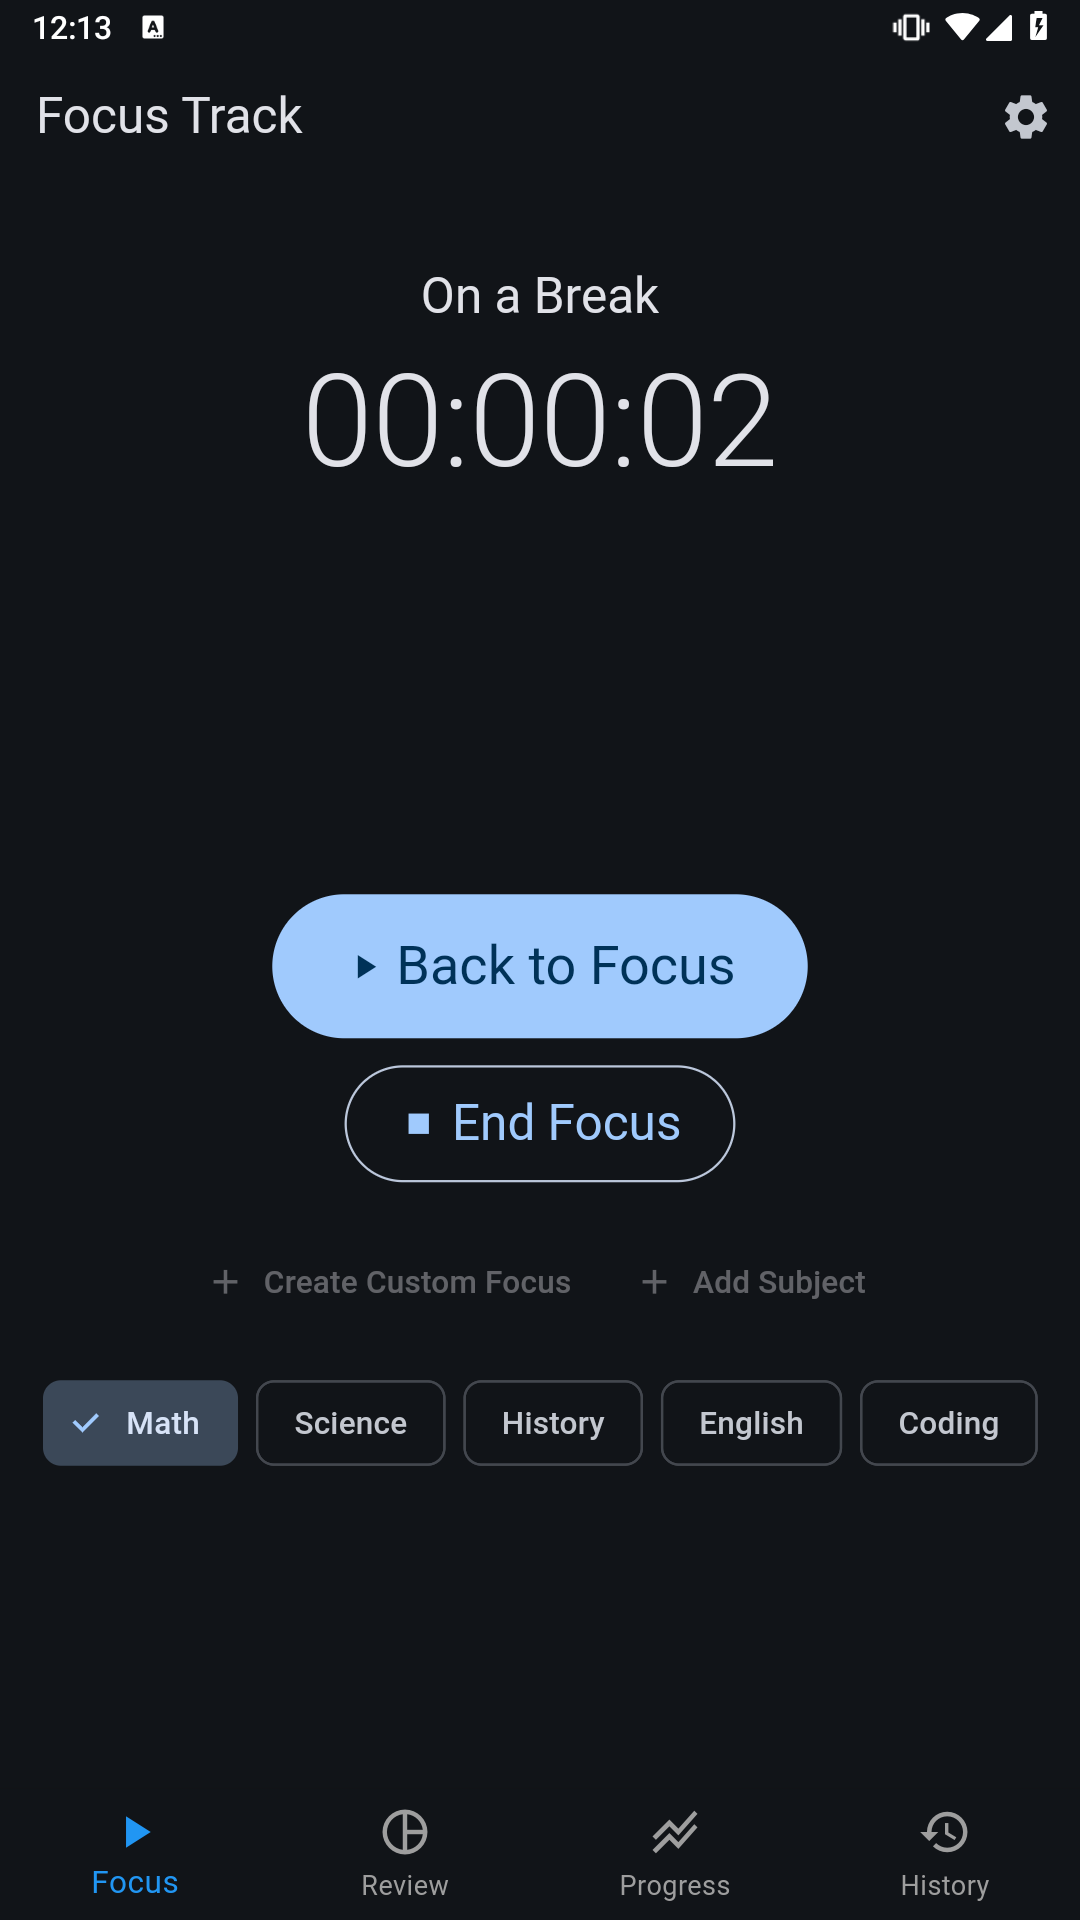 12:13
Focus Track
On a Break
00:00:02
Back to Focus
End Focus
Create Custom Focus
Add Subject
Math
Science
History
English
Coding
Focus
Review
Progress
History